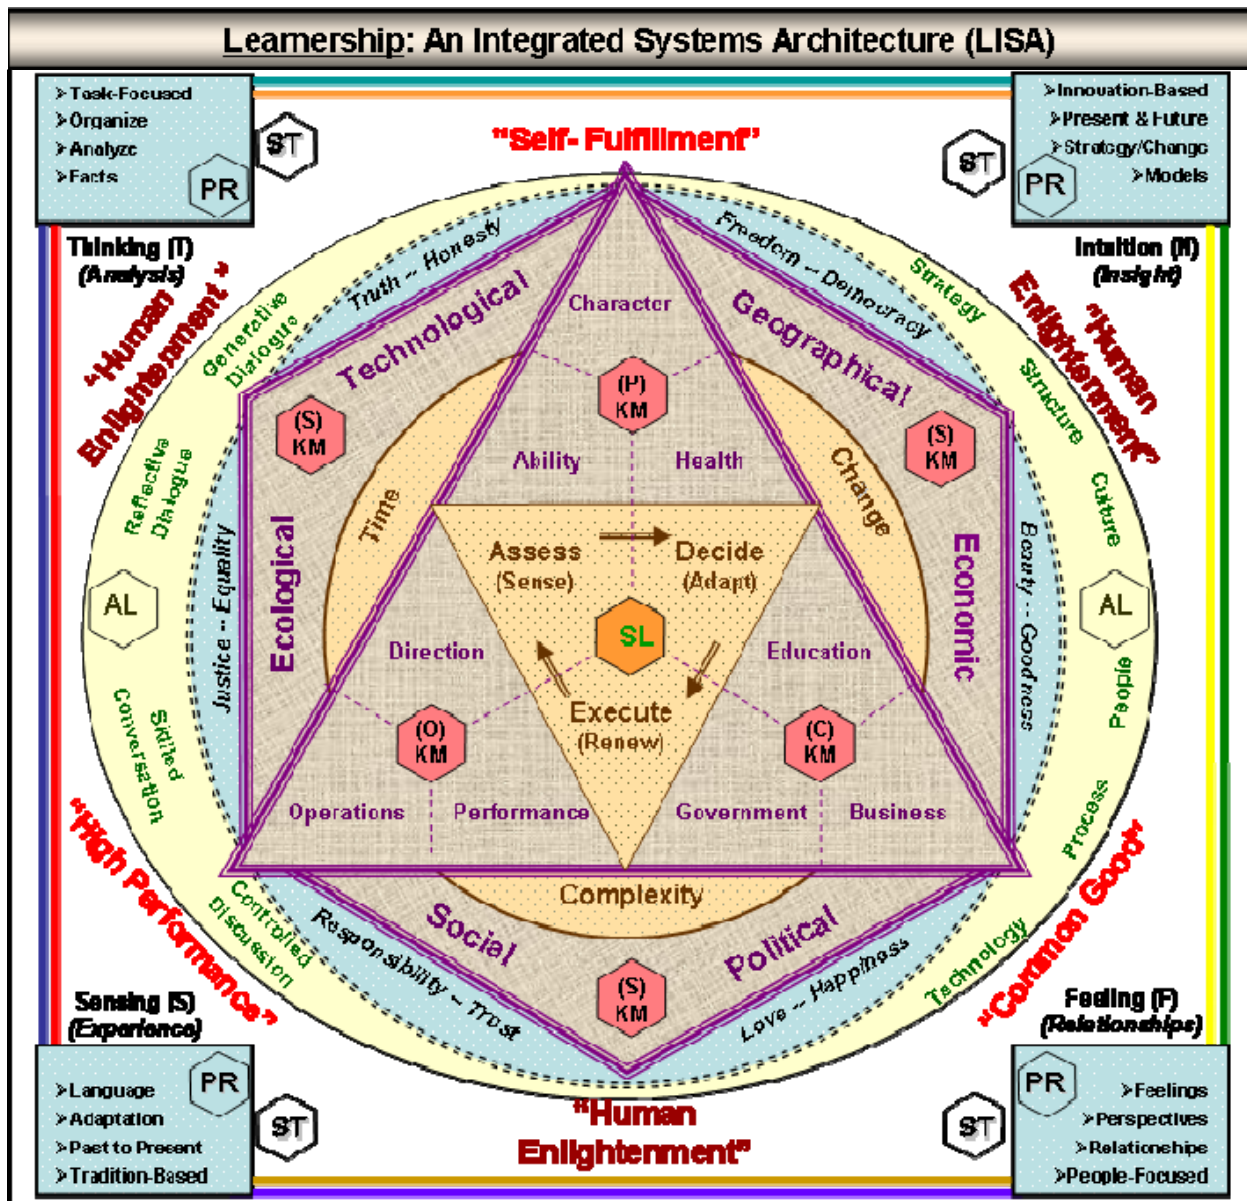 Learnership: An Integrated Systems Architecture (LISA)
➢Task-Focused
➢Organize
➢Analyze
➢Facts
PR
ST
"Self- Fulfillment"
ST
➢Innovation-Based
➢Present & Future
➢Strategy/Change
➢Models
PR
Thinking (T)
(Analysis)
"Human
Enlightenment "
Intuition (N)
(Insight)
"Human
Enlightenment"
Generative
Dialogue
Reflective
Dialogue
AL
Skilled
Conversation
Controlled
Discussion
Strategy
Structure
Culture
AL
People
Process
Technology
Truth -- Honesty
Freedom -- Democracy
Justice -- Equality
Beauty -- Goodness
Responsibility -- Trust
Love -- Happiness
Technological
Geographical
Ecological
Economic
Social
Political
(S)
KM
(S)
KM
(S)
KM
Time
Change
Complexity
Character
(P)
KM
Ability
Health
Assess
(Sense)
Decide
(Adapt)
SL
Execute
(Renew)
Direction
(O)
KM
Operations
Performance
Education
(C)
KM
Government
Business
"High Performance"
"Common Good"
Sensing (S)
(Experience)
Feeling (F)
(Relationships)
PR
➢Language
➢Adaptation
➢Past to Present
➢Tradition-Based
ST
"Human
Enlightenment"
ST
PR
➢Feelings
➢Perspectives
➢Relationships
➢People-Focused